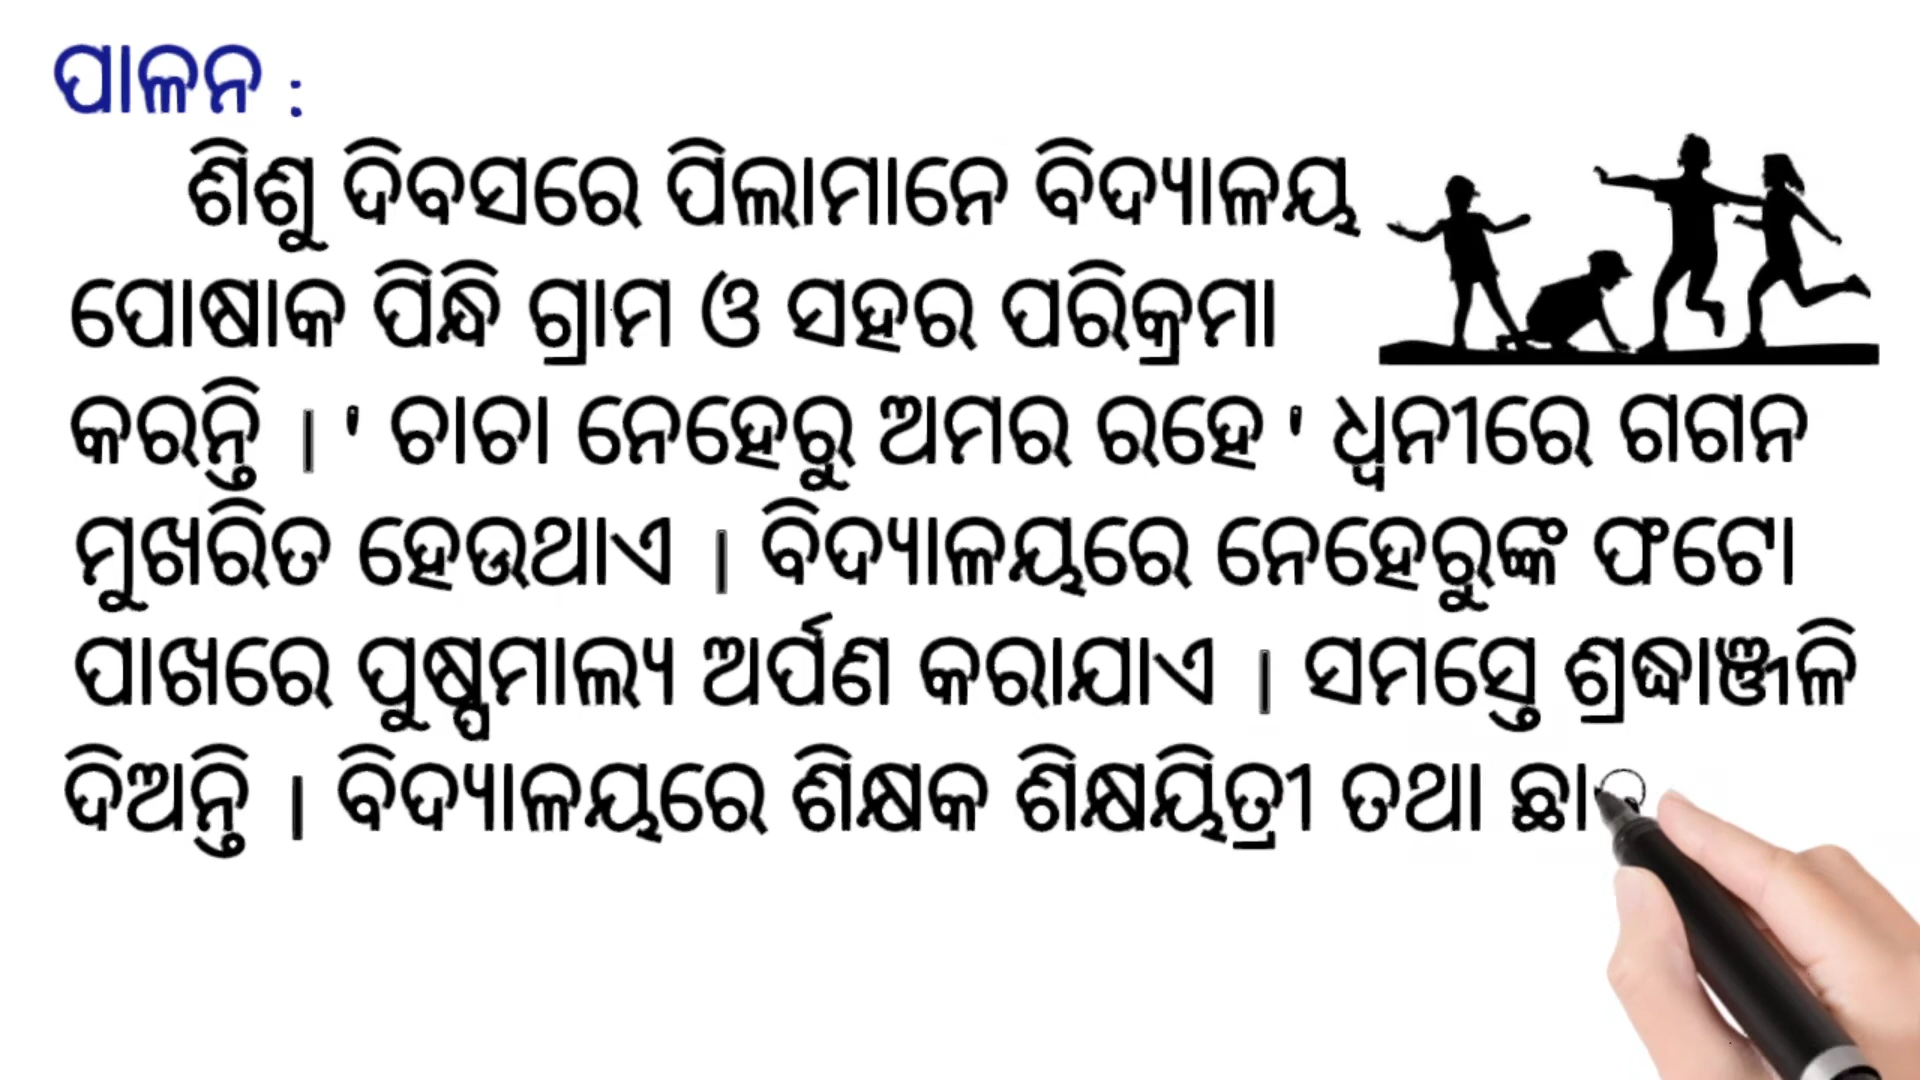 ପାଳନ :
ଶିଶୁ ଦିବସରେ ପିଲାମାନେ ବିଦ୍ୟାଳୟ
ପୋଷାକ ପିନ୍ଧି ଗ୍ରାମ ଓ ସହର ପରିକ୍ରମା
କରନ୍ତି । ' ଚାଚା ନେହେରୁ ଅମର ରହେ ' ଧ୍ଵନୀରେ ଗଗନ
ମୁଖରିତ ହେଉଥାଏ । ବିଦ୍ୟାଳୟରେ ନେହେରୁଙ୍କ ଫଟୋ
ପାଖରେ ପୁଷ୍ପମାଲ୍ୟ ଅର୍ପଣ କରାଯାଏ । ସମସ୍ତେ ଶ୍ରଦ୍ଧାଞ୍ଜଳି
ଦିଅନ୍ତି । ବିଦ୍ୟାଳୟରେ ଶିକ୍ଷକ ଶିକ୍ଷୟିତ୍ରୀ ତଥା ଛା